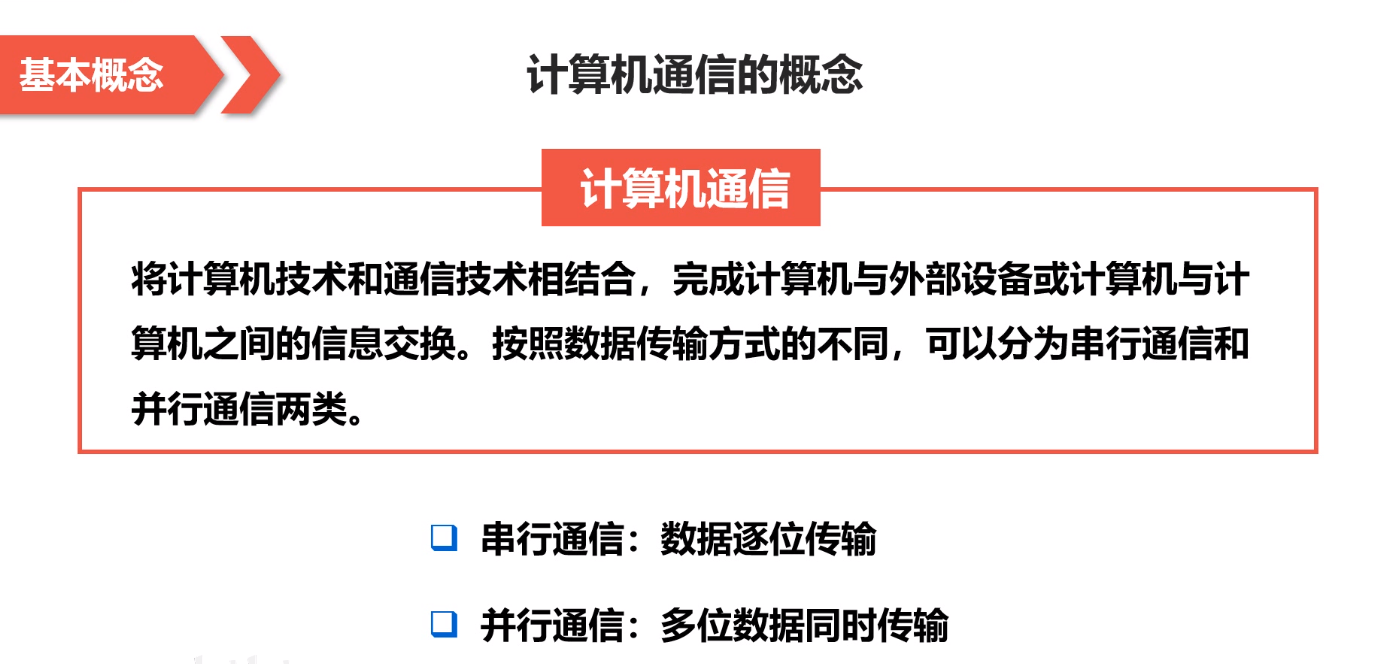 基本概念
计算机通信的概念
计算机通信
将计算机技术和通信技术相结合，完成计算机与外部设备或计算机与计
算机之间的信息交换。按照数据传输方式的不同，可以分为串行通信和
并行通信两类。
串行通信：数据逐位传输
并行通信：多位数据同时传输